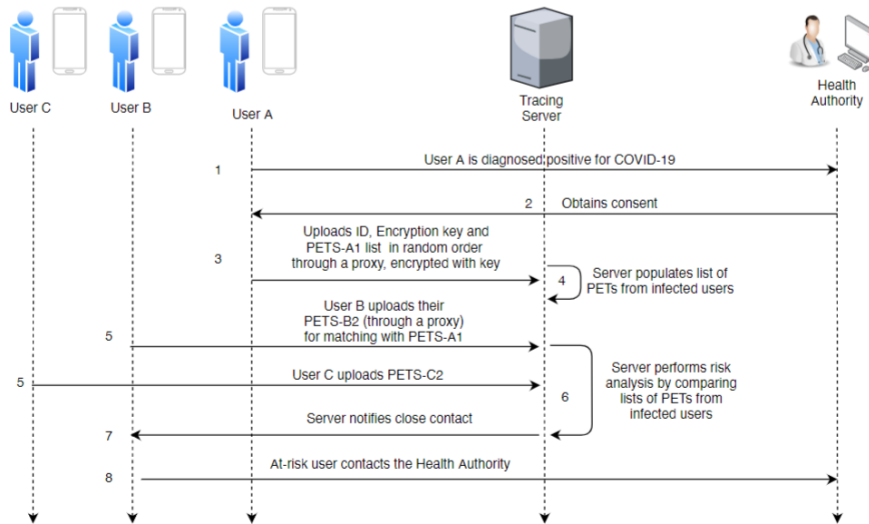 User C
User B
User A
Tracing
Server
Health
Authority
1
User A is diagnosed positive for COVID-19
2
Obtains consent
3
Uploads ID, Encryption key and
PETS-A1 list in random order
through a proxy, encrypted with key
4
Server populates list of
PETs from infected users
5
User B uploads their
PETS-B2 (through a proxy)
for matching with PETS-A1
5
User C uploads PETS-C2
6
Server performs risk
analysis by comparing
lists of PETs from
infected users
7
Server notifies close contact
8
At-risk user contacts the Health Authority